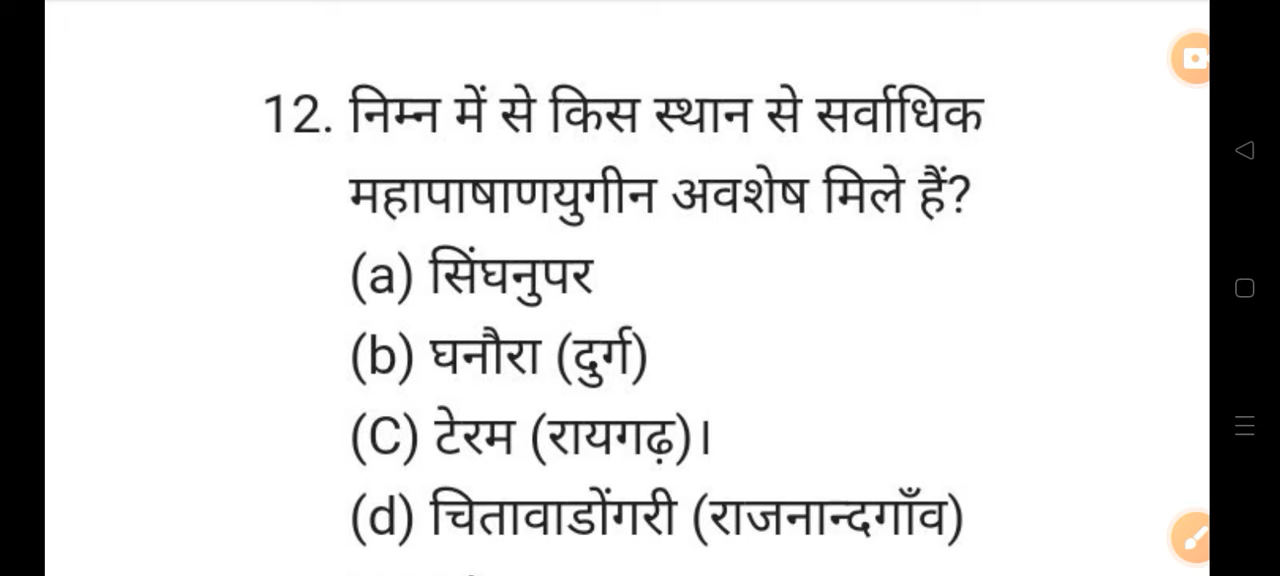 12. निम्न में से किस स्थान से सर्वाधिक
महापाषाणयुगीन अवशेष मिले हैं?
(a) सिंघनुपर
(b) घनौरा (दुर्ग)
(C) टेरम (रायगढ़)।
(d) चितावाडोंगरी (राजनान्दगाँव)